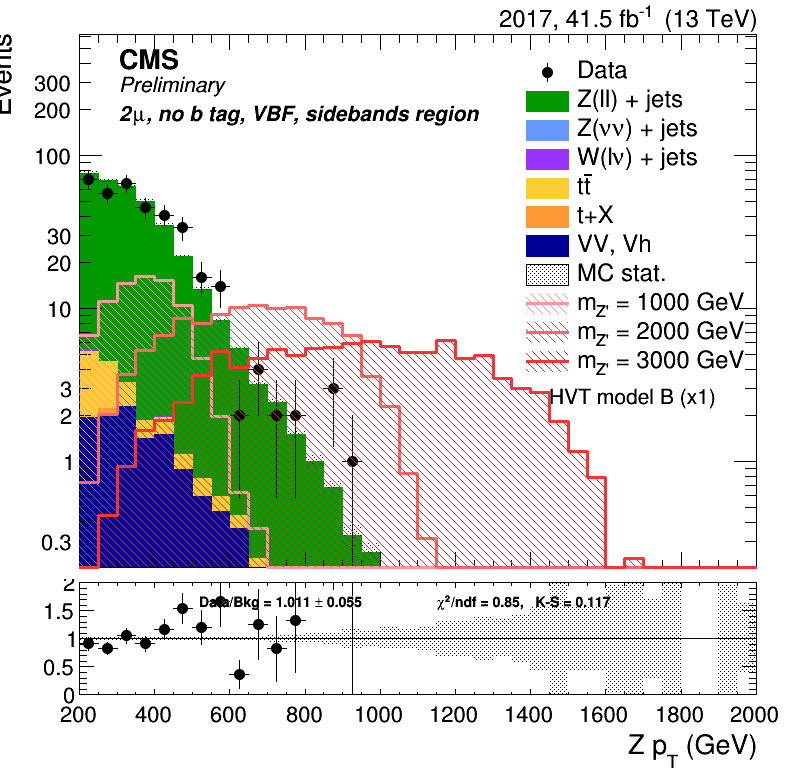 2017, 41.5 fb⁻¹ (13 TeV)
Events
CMS
Preliminary
2μ, no b tag, VBF, sidebands region
Data
Z(ll) + jets
Z(νν) + jets
W(lν) + jets
tt̄
t+X
VV, Vh
MC stat.
m_Z' = 1000 GeV
m_Z' = 2000 GeV
m_Z' = 3000 GeV
HVT model B (x1)
300
200
100
30
20
10
3
2
1
0.3
Data/Bkg = 1.011 ± 0.055
χ²/ndf = 0.85, K-S = 0.117
2
1.5
1
0.5
0
200 400 600 800 1000 1200 1400 1600 1800 2000
Z p_T (GeV)